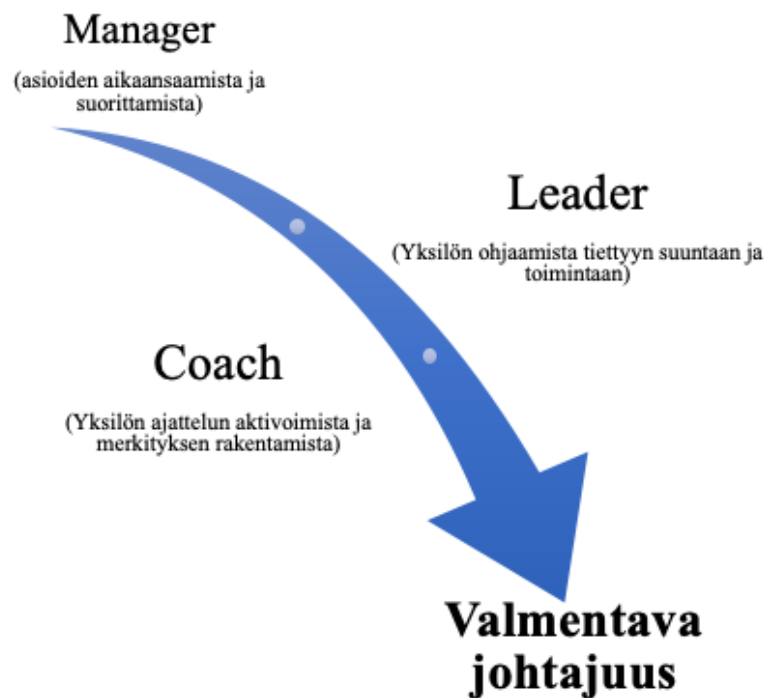 Manager
(asioiden aikaansaamista ja
suorittamista)
Leader
(Yksilön ohjaamista tiettyyn suuntaan ja
toimintaan)
Coach
(Yksilön ajattelun aktivoimista ja
merkityksen rakentamista)
Valmentava
johtajuus